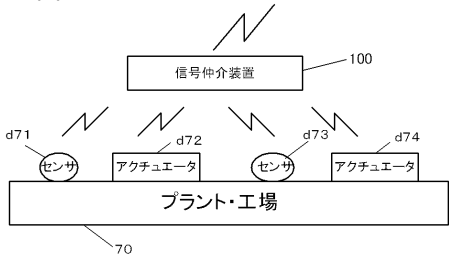 100
信号仲介装置
d71
d72
d73
d74
センサ
アクチュエータ
センサ
アクチュエータ
プラント・工場
70